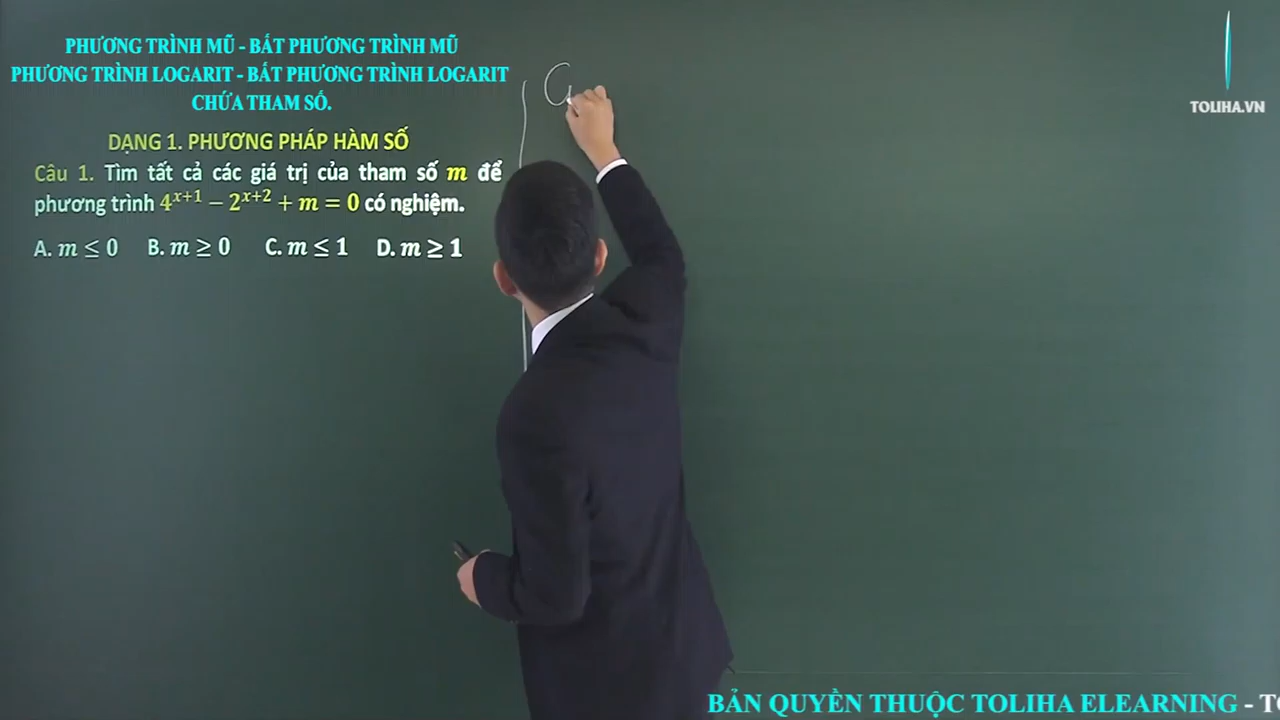 PHƯƠNG TRÌNH MŨ - BẤT PHƯƠNG TRÌNH MŨ
PHƯƠNG TRÌNH LOGARIT - BẤT PHƯƠNG TRÌNH LOGARIT
CHỨA THAM SỐ.
DẠNG 1. PHƯƠNG PHÁP HÀM SỐ
Câu 1. Tìm tất cả các giá trị của tham số m để
phương trình 4^{x+1} − 2^{x+2} + m = 0 có nghiệm.
A. m ≤ 0 B. m ≥ 0 C. m ≤ 1 D. m ≥ 1
TOLIHA.VN
BẢN QUYỀN THUỘC TOLIHA ELEARNING - TO